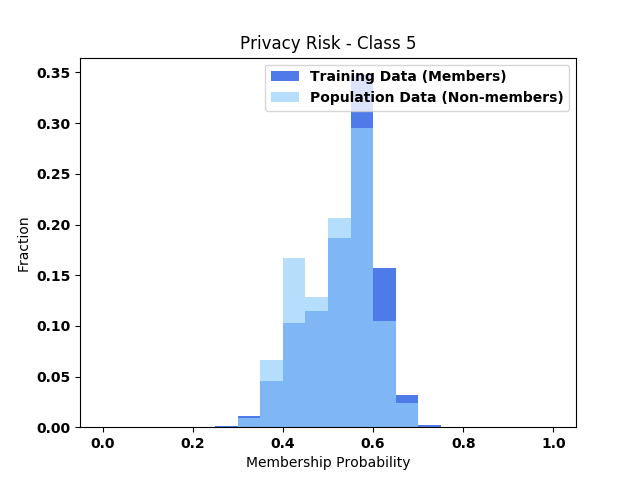 Privacy Risk - Class 5
Training Data (Members)
Population Data (Non-members)
0.35
0.30
0.25
0.20
0.15
0.10
0.05
0.00
Fraction
0.0 0.2 0.4 0.6 0.8 1.0
Membership Probability